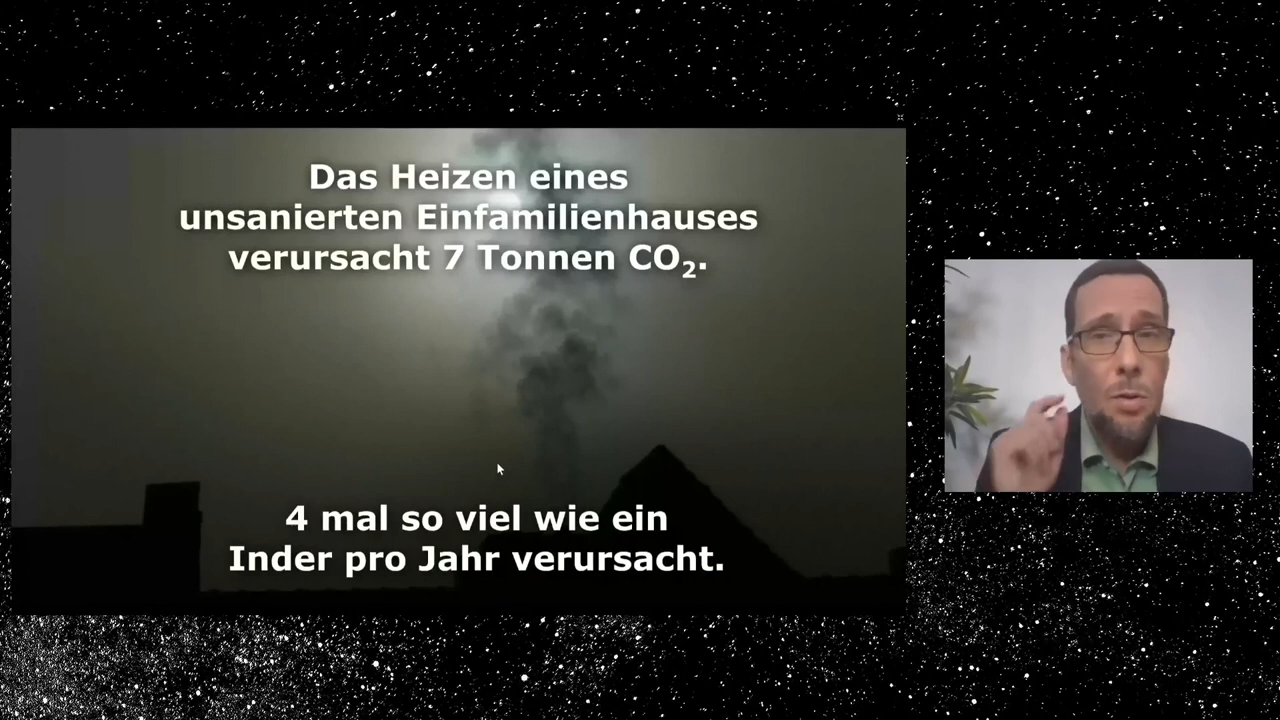 Das Heizen eines
unsanierten Einfamilienhauses
verursacht 7 Tonnen CO₂.
4 mal so viel wie ein
Inder pro Jahr verursacht.